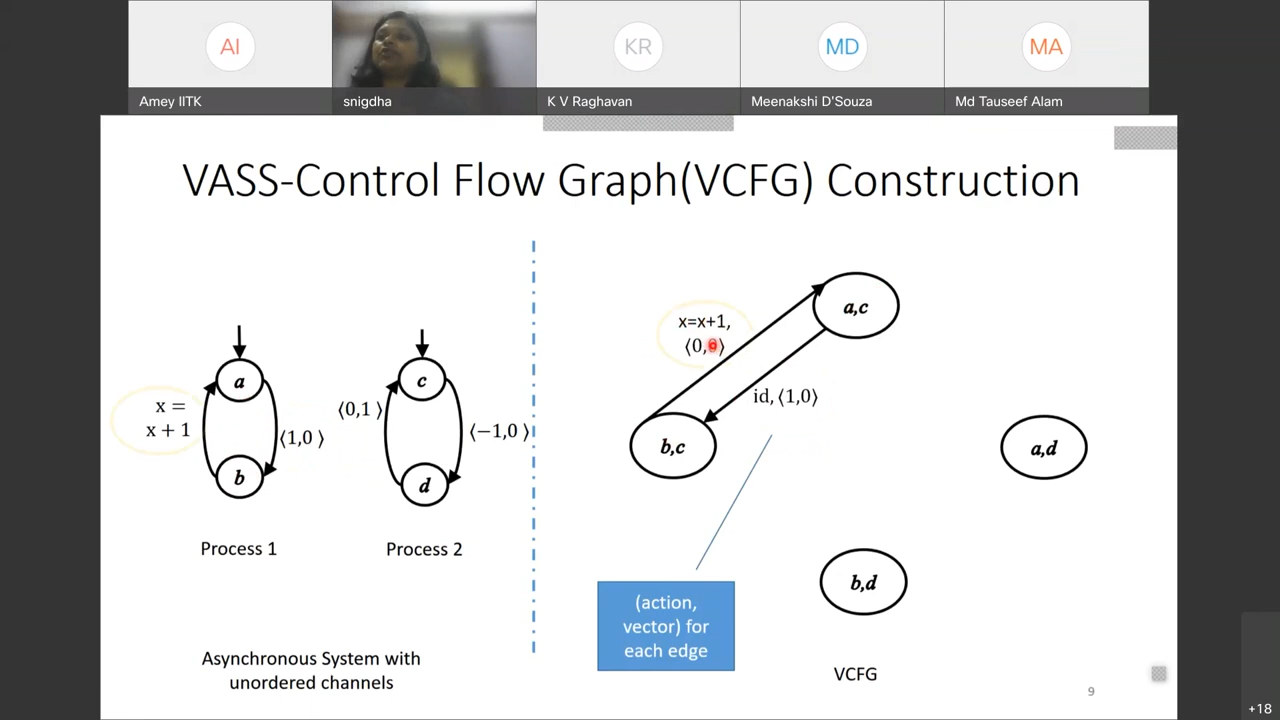 AI
KR
MD
MA
Amey IITK
snigdha
K V Raghavan
Meenakshi D'Souza
Md Tauseef Alam
VASS-Control Flow Graph(VCFG) Construction
x =
x + 1
a
b
⟨1,0 ⟩
Process 1
⟨0,1 ⟩
c
d
⟨−1,0 ⟩
Process 2
Asynchronous System with
unordered channels
x=x+1,
⟨0,0⟩
a,c
id, ⟨1,0⟩
b,c
a,d
b,d
(action,
vector) for
each edge
VCFG
9
+18